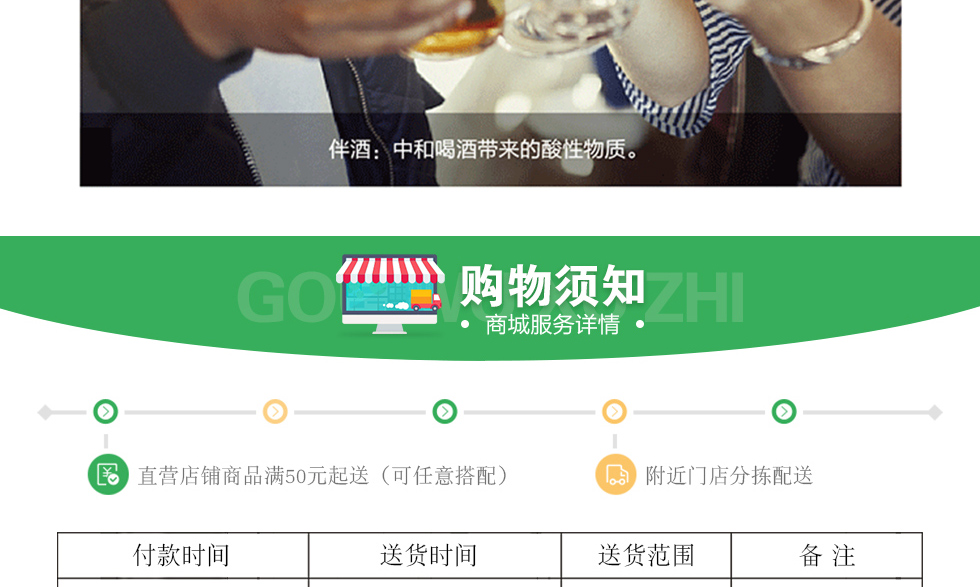 伴酒：中和喝酒带来的酸性物质。
购物须知
• 商城服务详情 •
直营店铺商品满50元起送（可任意搭配）
附近门店分拣配送
付款时间 送货时间 送货范围 备 注